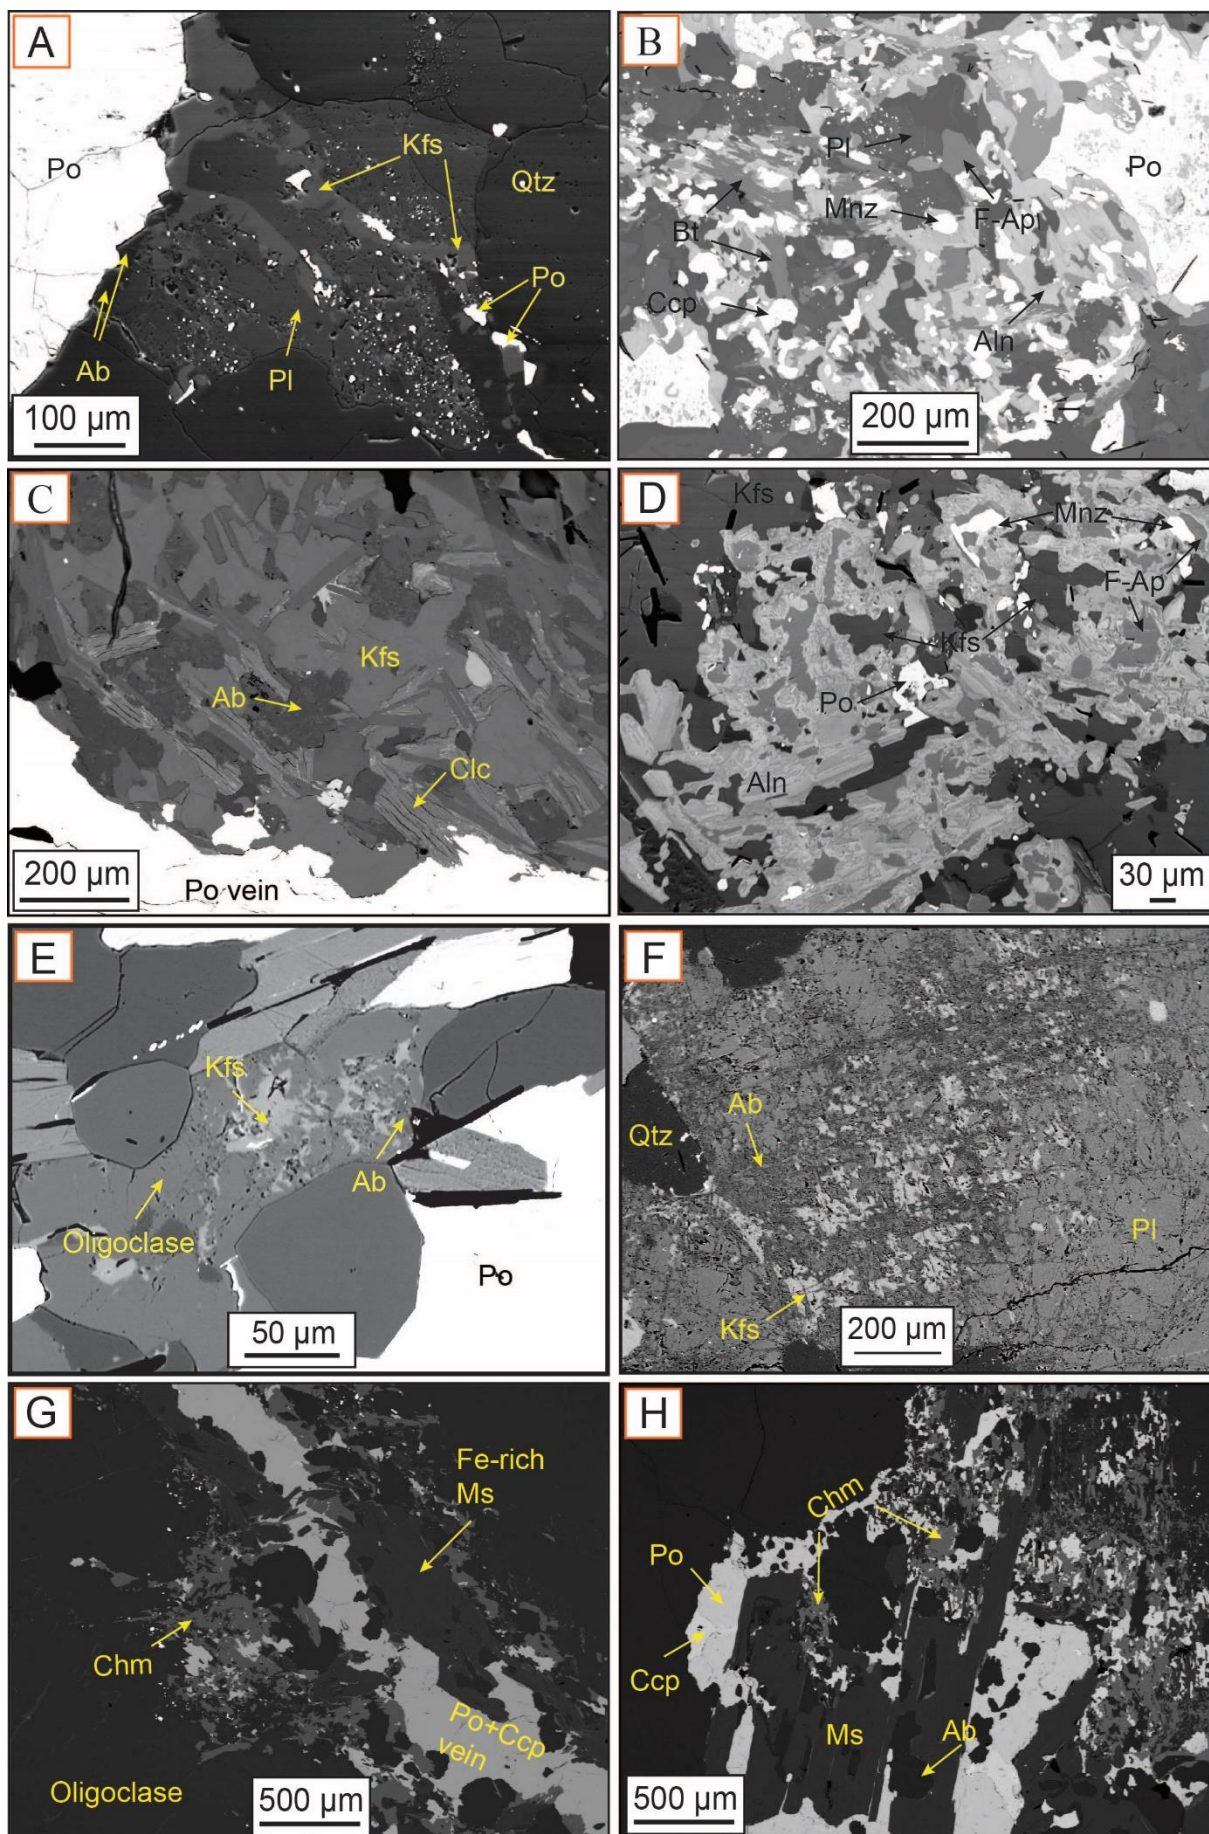 A
Po
Kfs
Qtz
Po
Ab
Pl
100 µm
B
Pl
Po
Mnz
F-Ap
Bt
Ccp
Aln
200 µm
C
Kfs
Ab
Clc
200 µm
Po vein
D
Kfs
Mnz
F-Ap
Kfs
Po
Aln
30 µm
E
Kfs
Ab
Oligoclase
Po
50 µm
F
Ab
Qtz
Pl
Kfs
200 µm
G
Fe-rich
Ms
Chm
Po+Ccp
vein
Oligoclase
500 µm
H
Chm
Po
Ccp
Ms
Ab
500 µm